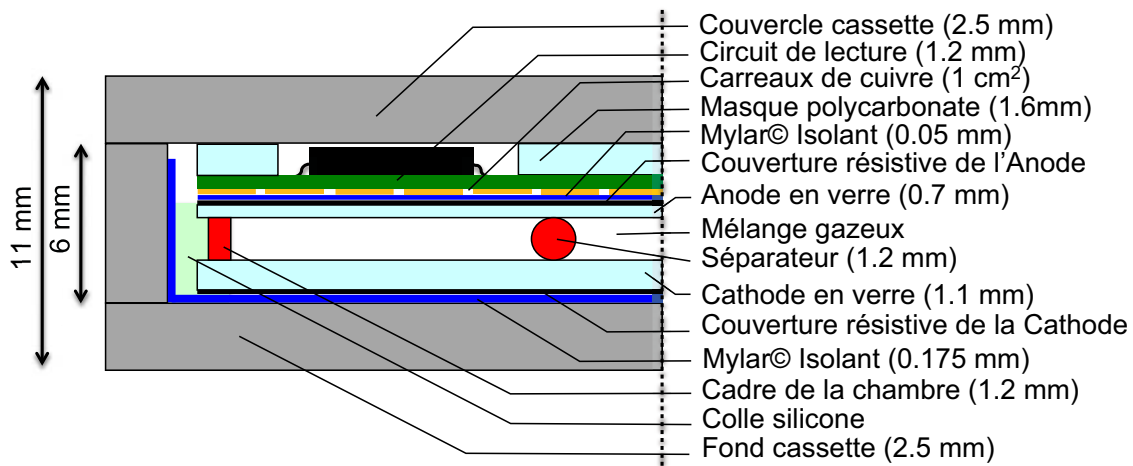 Couvercle cassette (2.5 mm)
Circuit de lecture (1.2 mm)
Carreaux de cuivre (1 cm²)
Masque polycarbonate (1.6mm)
Mylar© Isolant (0.05 mm)
Couverture résistive de l'Anode
Anode en verre (0.7 mm)
Mélange gazeux
Séparateur (1.2 mm)
Cathode en verre (1.1 mm)
Couverture résistive de la Cathode
Mylar© Isolant (0.175 mm)
Cadre de la chambre (1.2 mm)
Colle silicone
Fond cassette (2.5 mm)
11 mm
6 mm